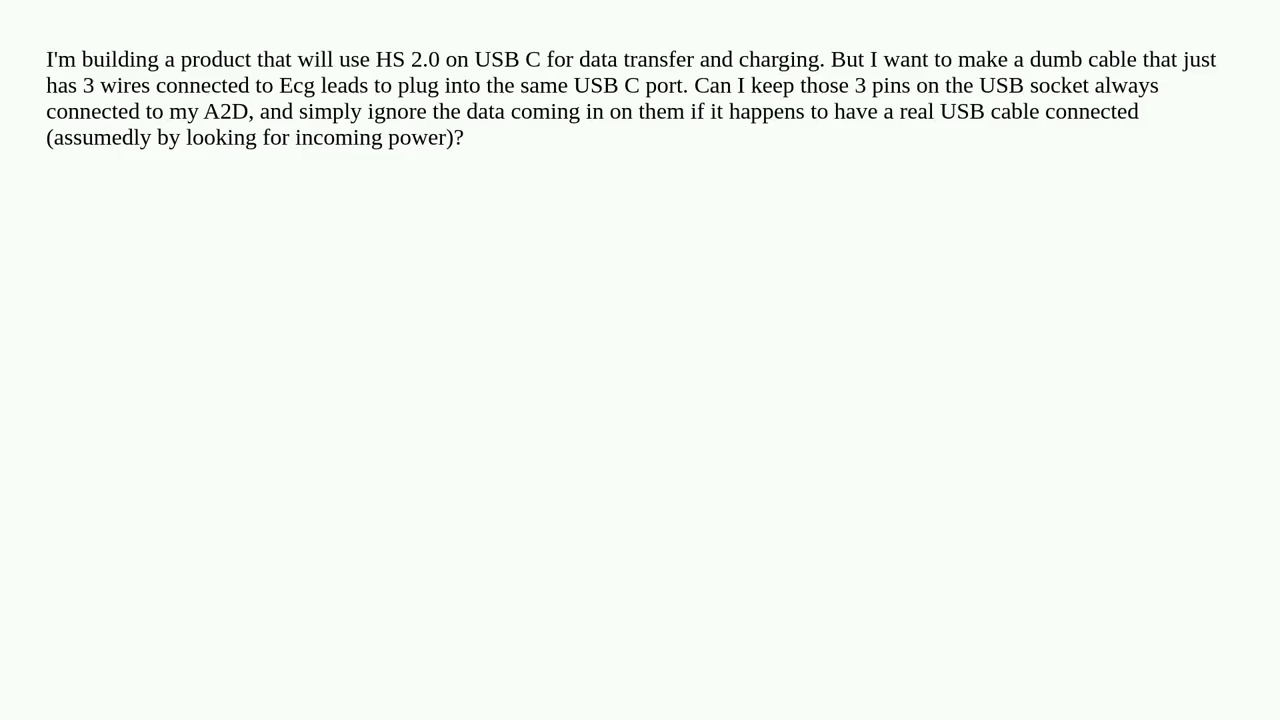 I'm building a product that will use HS 2.0 on USB C for data transfer and charging. But I want to make a dumb cable that just
has 3 wires connected to Ecg leads to plug into the same USB C port. Can I keep those 3 pins on the USB socket always
connected to my A2D, and simply ignore the data coming in on them if it happens to have a real USB cable connected
(assumedly by looking for incoming power)?